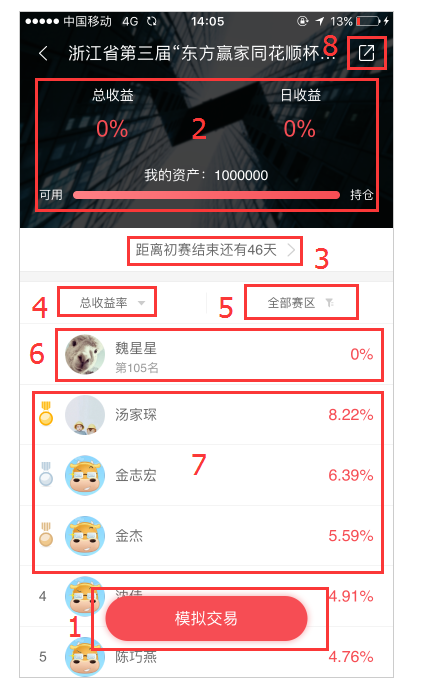 中国移动 4G 14:05 13%
浙江省第三届“东方赢家同花顺杯... 8
总收益 日收益
0% 2 0%
我的资产：1000000
可用 持仓
距离初赛结束还有46天 3
4 总收益率 5 全部赛区
6 魏星星 0%
第105名
汤家琛 8.22%
金志宏 6.39%
7
金杰 5.59%
4 沈倩 4.91%
1 模拟交易
5 陈巧燕 4.76%